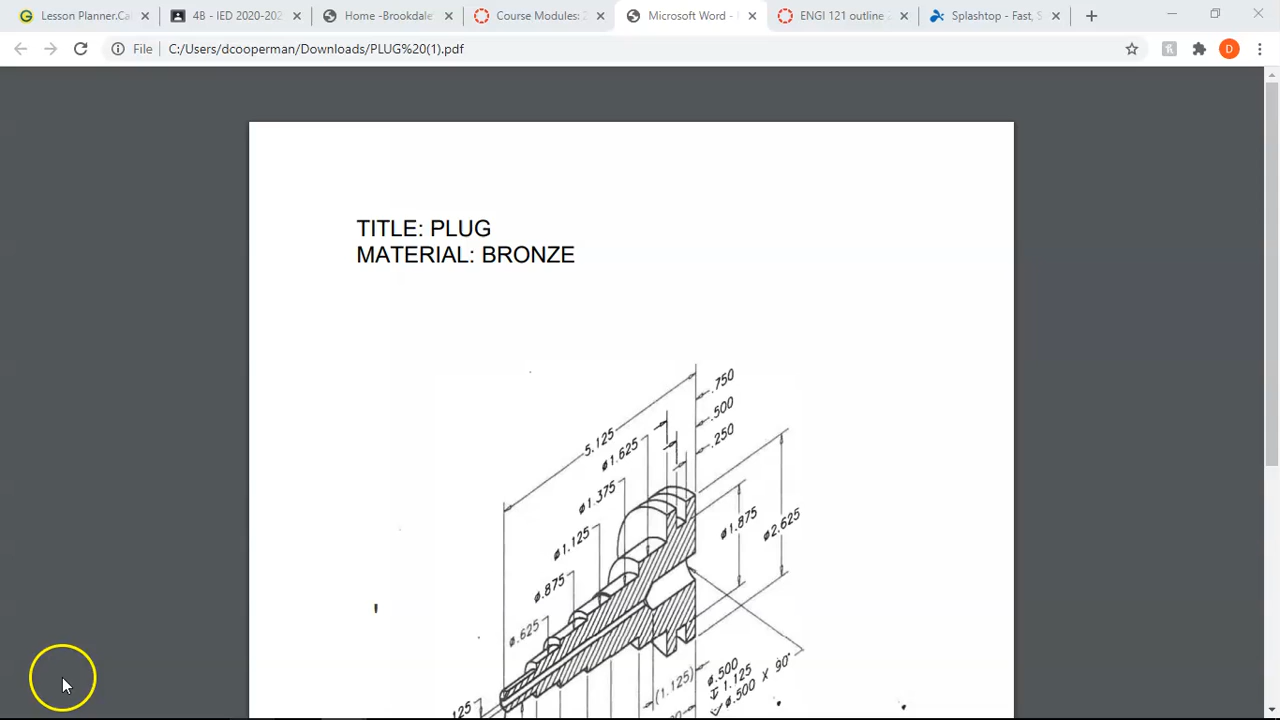 Lesson Planner.Ca
4B - IED 2020-202
Home -Brookdale
Course Modules: 2
Microsoft Word -
ENGI 121 outline
Splashtop - Fast, S
File
C:/Users/dcooperman/Downloads/PLUG%20(1).pdf
D
TITLE: PLUG
MATERIAL: BRONZE
.750
.500
.250
5.125
ø1.625
ø1.375
ø1.125
ø.875
ø.625
ø1.875
ø2.625
(1.125)
ø.500
↧ 1.125
⌵ ø.500 X 90°